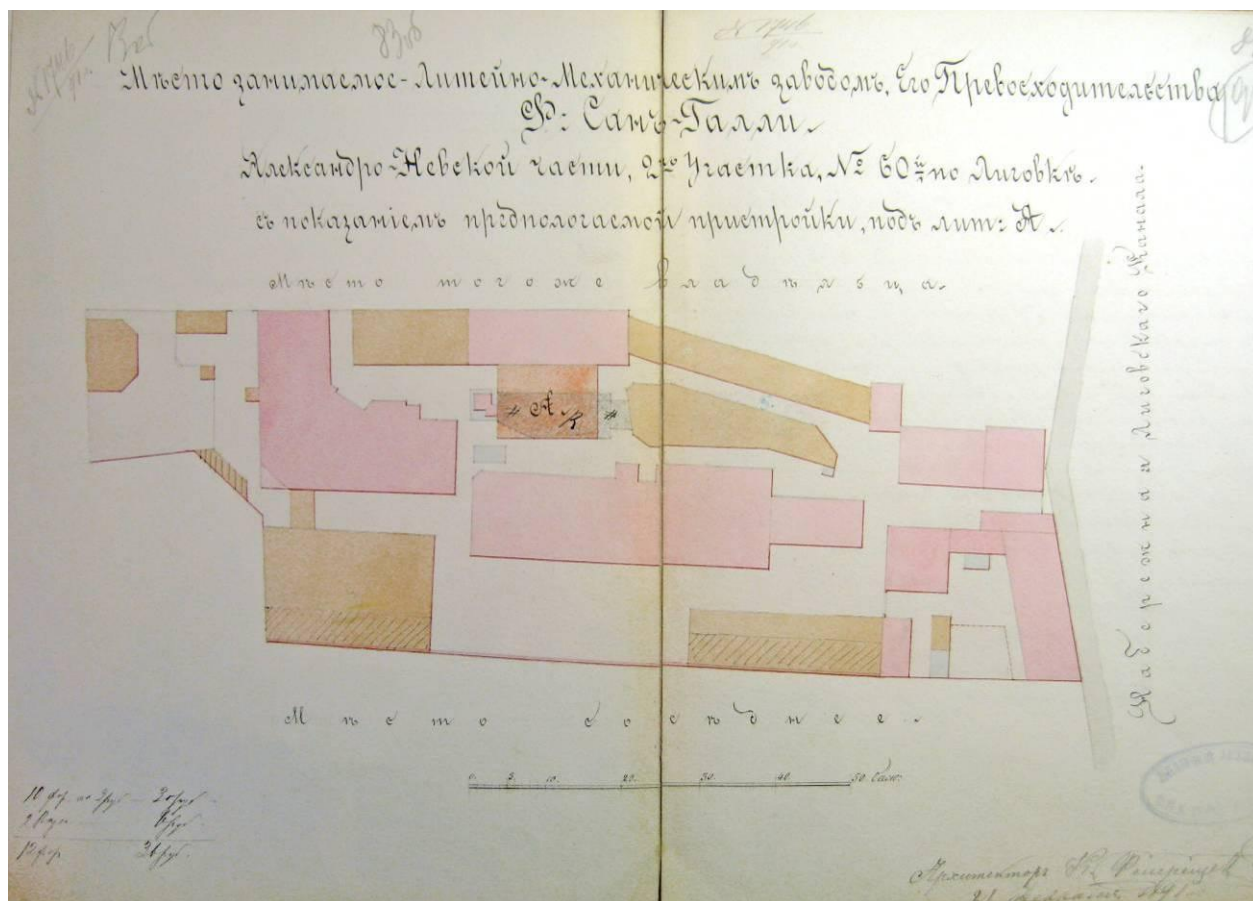 Мѣсто занимаемое Литейно-Механическимъ заводомъ, Его Превосходительства
Ф: Санъ-Галли.
Александро-Невской части, 2го Участка, № 60й по Лиговкѣ.
съ показаніемъ прѣдпологаемой пристройки, подъ лит: А.
Мѣсто тогоже владѣльца.
Набережная Лиговскаго Канала.
А
К
Мѣсто сосѣднее.
0. 5. 10. 20. 30. 40. 50. Саж:
Архитекторъ